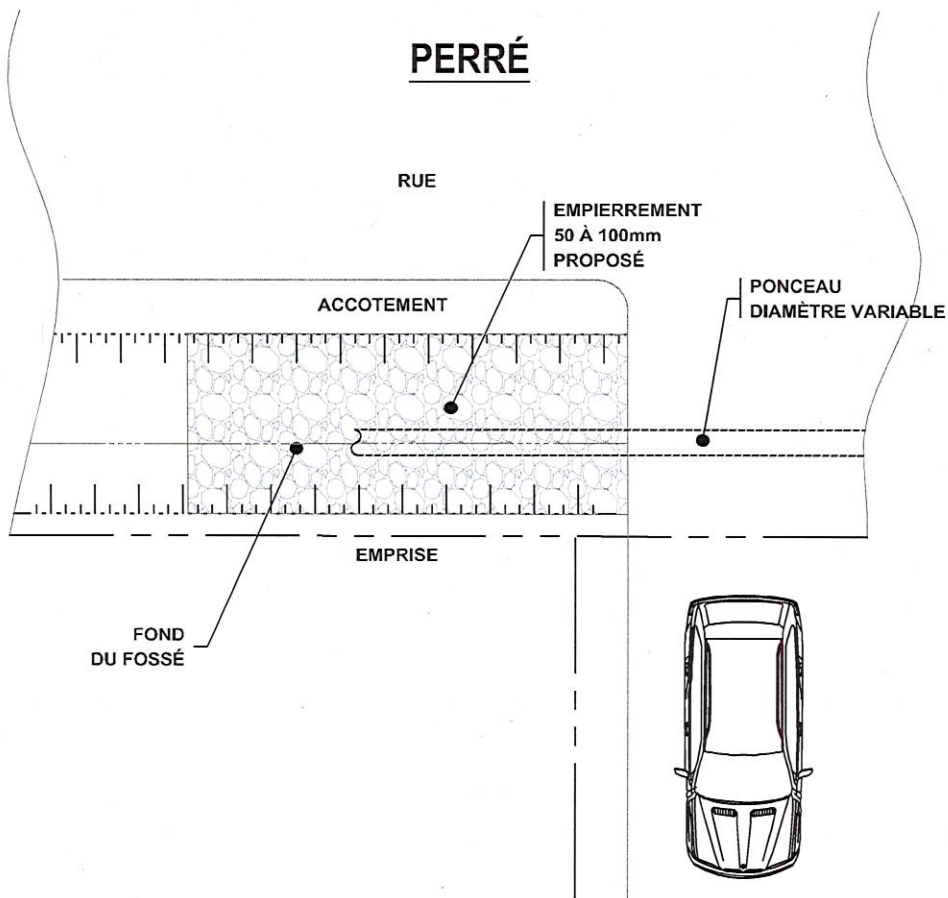 PERRÉ
RUE
EMPIERREMENT
50 À 100mm
PROPOSÉ
PONCEAU
DIAMÈTRE VARIABLE
ACCOTEMENT
EMPRISE
FOND
DU FOSSÉ